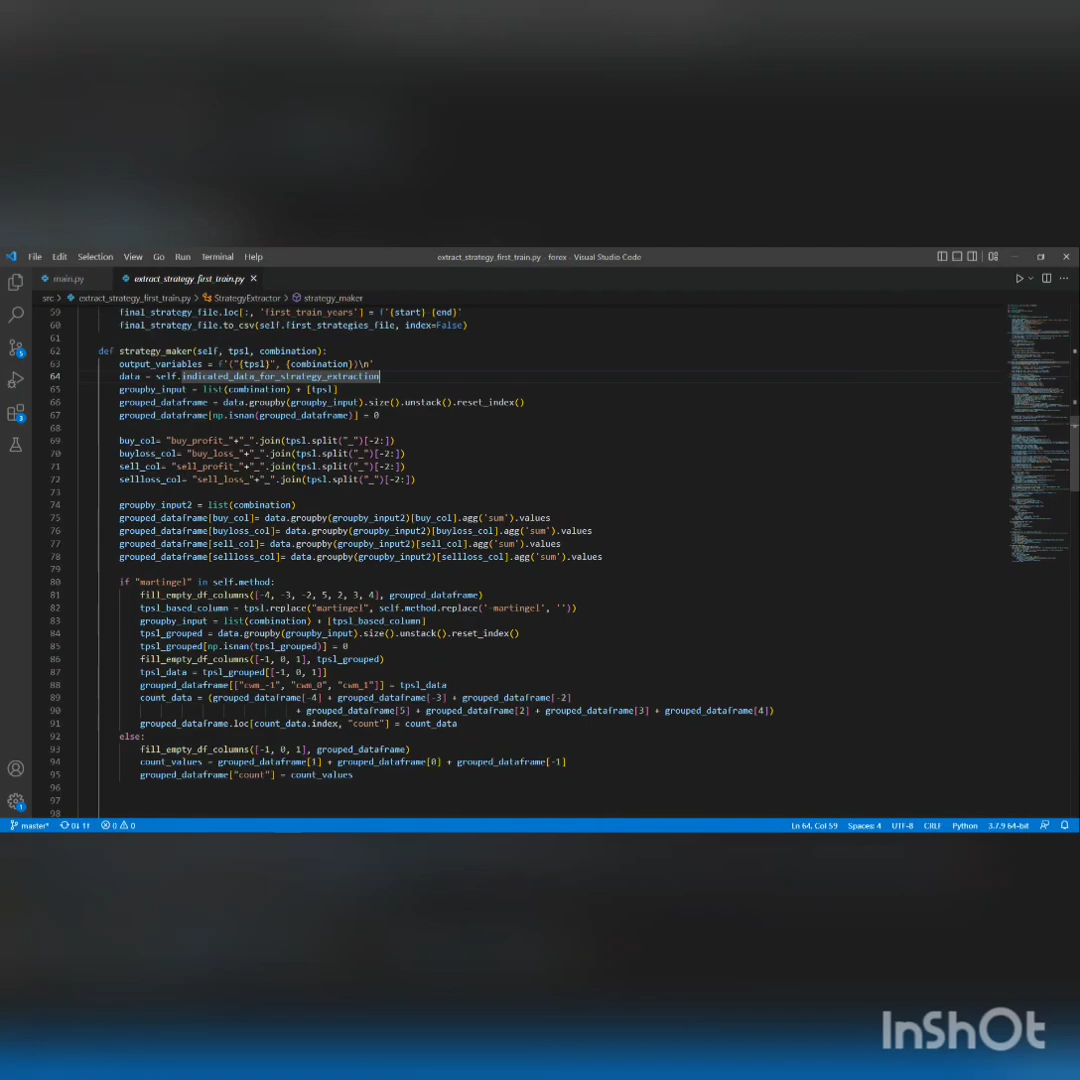 File Edit Selection View Go Run Terminal Help extract_strategy_first_train.py - forex - Visual Studio Code
main.py extract_strategy_first_train.py
src > extract_strategy_first_train.py > StrategyExtractor > strategy_maker
59 final_strategy_file.loc[:, 'first_train_years'] = f'{start}-{end}'
60 final_strategy_file.to_csv(self.first_strategies_file, index=False)
61
62 def strategy_maker(self, tpsl, combination):
63 output_variables = f'("{tpsl}", {combination})\n'
64 data = self.indicated_data_for_strategy_extraction
65 groupby_input = list(combination) + [tpsl]
66 grouped_dataframe = data.groupby(groupby_input).size().unstack().reset_index()
67 grouped_dataframe[np.isnan(grouped_dataframe)] = 0
68
69 buy_col= "buy_profit_"+"_".join(tpsl.split("_")[-2:])
70 buyloss_col= "buy_loss_"+"_".join(tpsl.split("_")[-2:])
71 sell_col= "sell_profit_"+"_".join(tpsl.split("_")[-2:])
72 sellloss_col= "sell_loss_"+"_".join(tpsl.split("_")[-2:])
73
74 groupby_input2 = list(combination)
75 grouped_dataframe[buy_col]= data.groupby(groupby_input2)[buy_col].agg('sum').values
76 grouped_dataframe[buyloss_col]= data.groupby(groupby_input2)[buyloss_col].agg('sum').values
77 grouped_dataframe[sell_col]= data.groupby(groupby_input2)[sell_col].agg('sum').values
78 grouped_dataframe[sellloss_col]= data.groupby(groupby_input2)[sellloss_col].agg('sum').values
79
80 if "martingel" in self.method:
81 fill_empty_df_columns([-4, -3, -2, 5, 2, 3, 4], grouped_dataframe)
82 tpsl_based_column = tpsl.replace("martingel", self.method.replace('-martingel', ''))
83 groupby_input = list(combination) + [tpsl_based_column]
84 tpsl_grouped = data.groupby(groupby_input).size().unstack().reset_index()
85 tpsl_grouped[np.isnan(tpsl_grouped)] = 0
86 fill_empty_df_columns([-1, 0, 1], tpsl_grouped)
87 tpsl_data = tpsl_grouped[[-1, 0, 1]]
88 grouped_dataframe[["cwm_-1", "cwm_0", "cwm_1"]] = tpsl_data
89 count_data = (grouped_dataframe[-4] + grouped_dataframe[-3] + grouped_dataframe[-2]
90 + grouped_dataframe[5] + grouped_dataframe[2] + grouped_dataframe[3] + grouped_dataframe[4])
91 grouped_dataframe.loc[count_data.index, "count"] = count_data
92 else:
93 fill_empty_df_columns([-1, 0, 1], grouped_dataframe)
94 count_values = grouped_dataframe[1] + grouped_dataframe[0] + grouped_dataframe[-1]
95 grouped_dataframe["count"] = count_values
96
97
98
master* 0↓ 1↑ 0 0 Ln 64, Col 59 Spaces: 4 UTF-8 CRLF Python 3.7.9 64-bit
InShOt